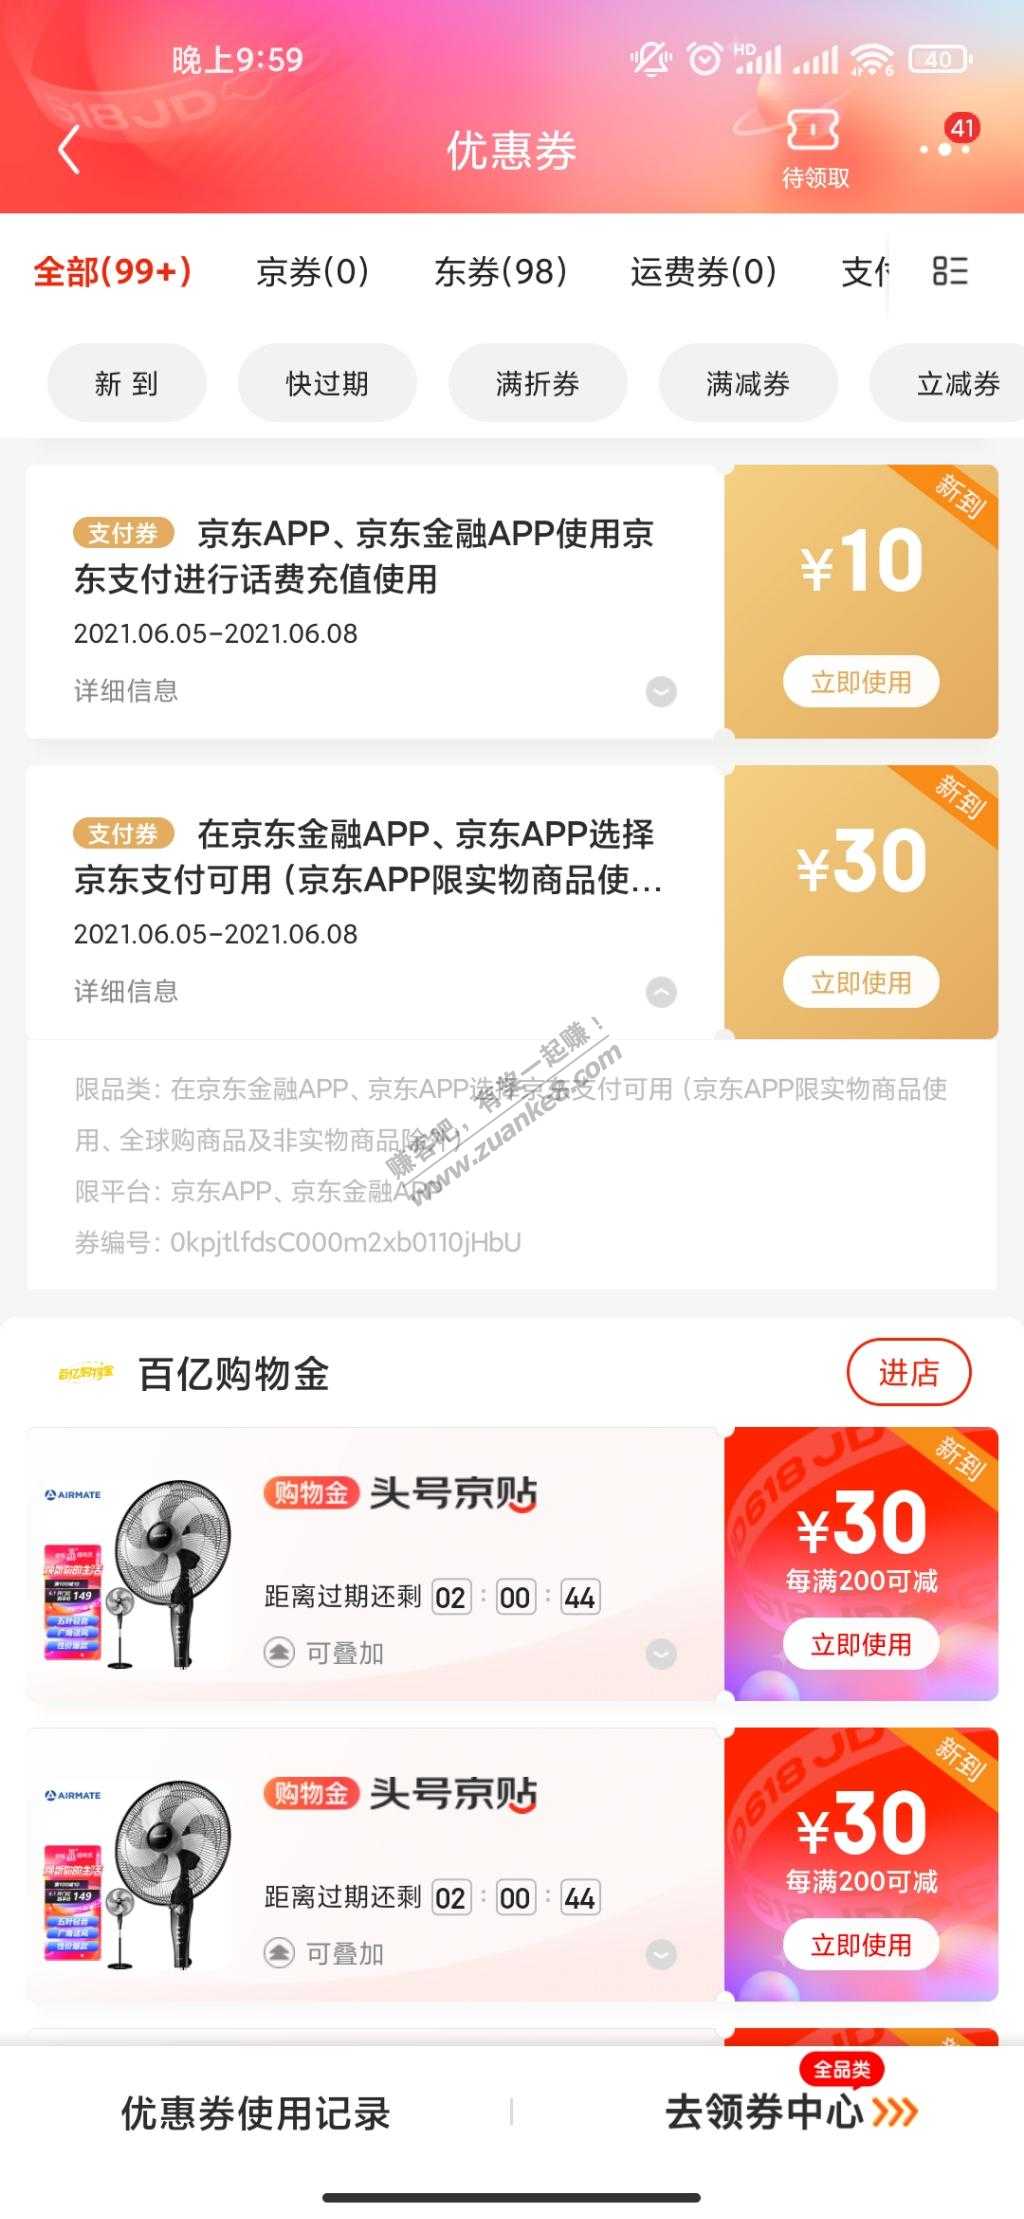 晚上9:59
HD
6
40
优惠券
待领取
41
全部(99+)
京券(0)
东券(98)
运费券(0)
新到
快过期
满折券
满减券
立减券
支付券 京东APP、京东金融APP使用京
东支付进行话费充值使用
2021.06.05-2021.06.08
详细信息
新到
¥10
立即使用
支付券 在京东金融APP、京东APP选择
京东支付可用（京东APP限实物商品使...
2021.06.05-2021.06.08
详细信息
新到
¥30
立即使用
限品类：在京东金融APP、京东APP选择京东支付可用（京东APP限实物商品使
用、全球购商品及非实物商品除外）
限平台：京东APP、京东金融APP
券编号：0kpjtlfdsC000m2xb0110jHbU
赚客吧，有奖一起赚！
www.zuanke8.com
百亿购物金
进店
AIRMATE
149
购物金 头号京贴
距离过期还剩 02 : 00 : 44
可叠加
新到
¥30
每满200可减
立即使用
AIRMATE
149
购物金 头号京贴
距离过期还剩 02 : 00 : 44
可叠加
新到
¥30
每满200可减
立即使用
优惠券使用记录
全品类
去领券中心